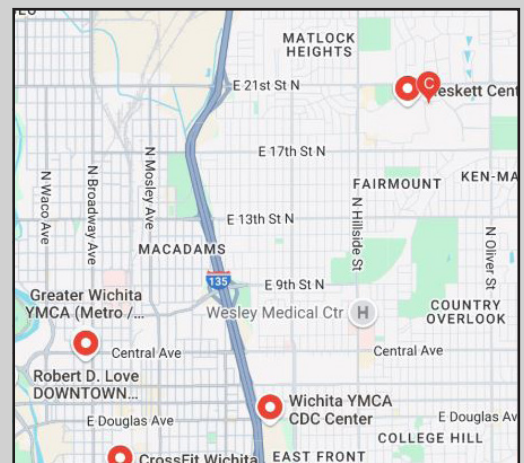 MATLOCK
HEIGHTS
E 21st St N
C
eskett Cent
E 17th St N
N Waco Ave
N Broadway Ave
N Mosley Ave
FAIRMOUNT
KEN-MA
N Hillside St
E 13th St N
N Oliver St
MACADAMS
135
E 9th St N
Greater Wichita
YMCA (Metro /...
Wesley Medical Ctr
H
COUNTRY
OVERLOOK
Central Ave
Central Ave
Robert D. Love
DOWNTOWN...
Wichita YMCA
CDC Center
E Douglas Ave
E Douglas Av
COLLEGE HILL
CrossFit Wichita
EAST FRONT